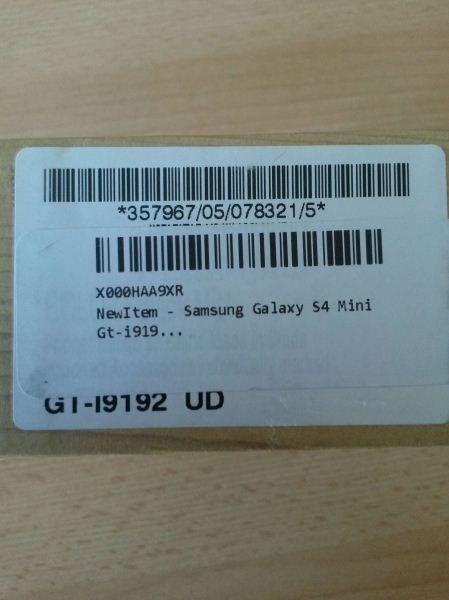 *357967/05/078321/5*
X000HAA9XR
NewItem - Samsung Galaxy S4 Mini
Gt-i919...
GT-I9192 UD